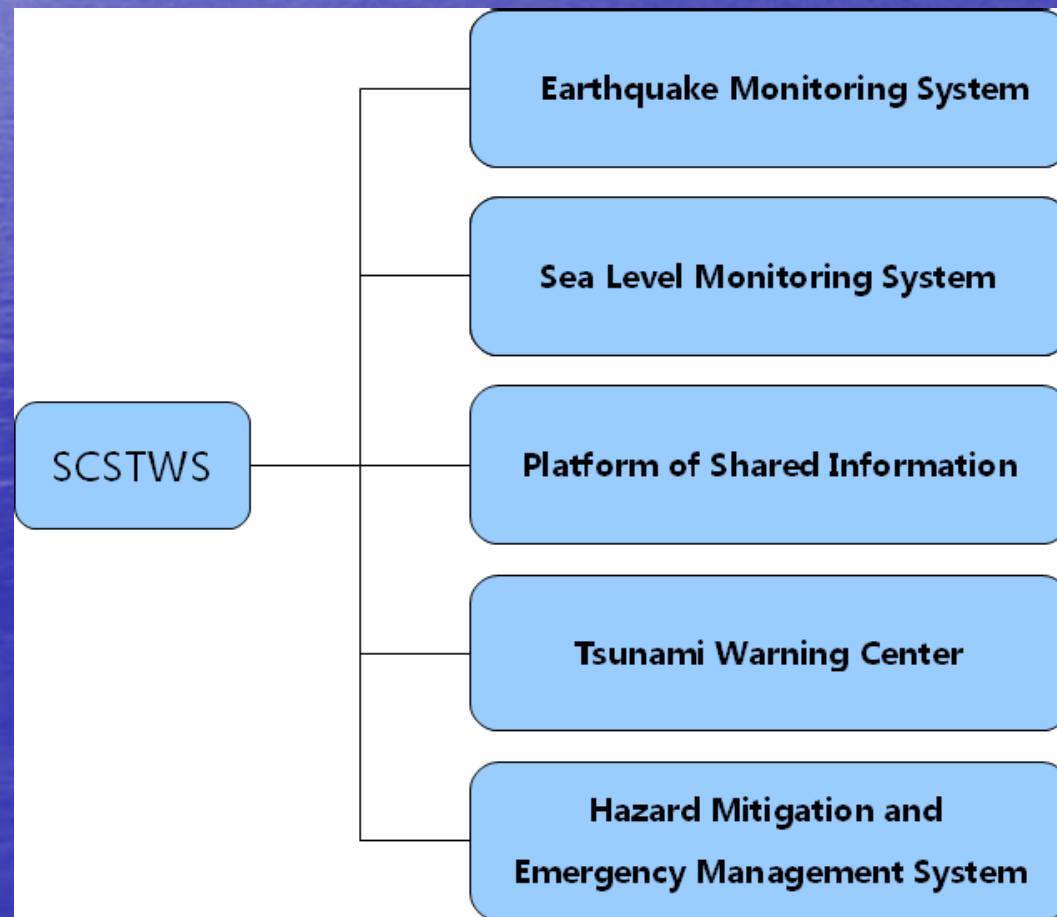 Earthquake Monitoring System
Sea Level Monitoring System
SCSTWS
Platform of Shared Information
Tsunami Warning Center
Hazard Mitigation and
Emergency Management System